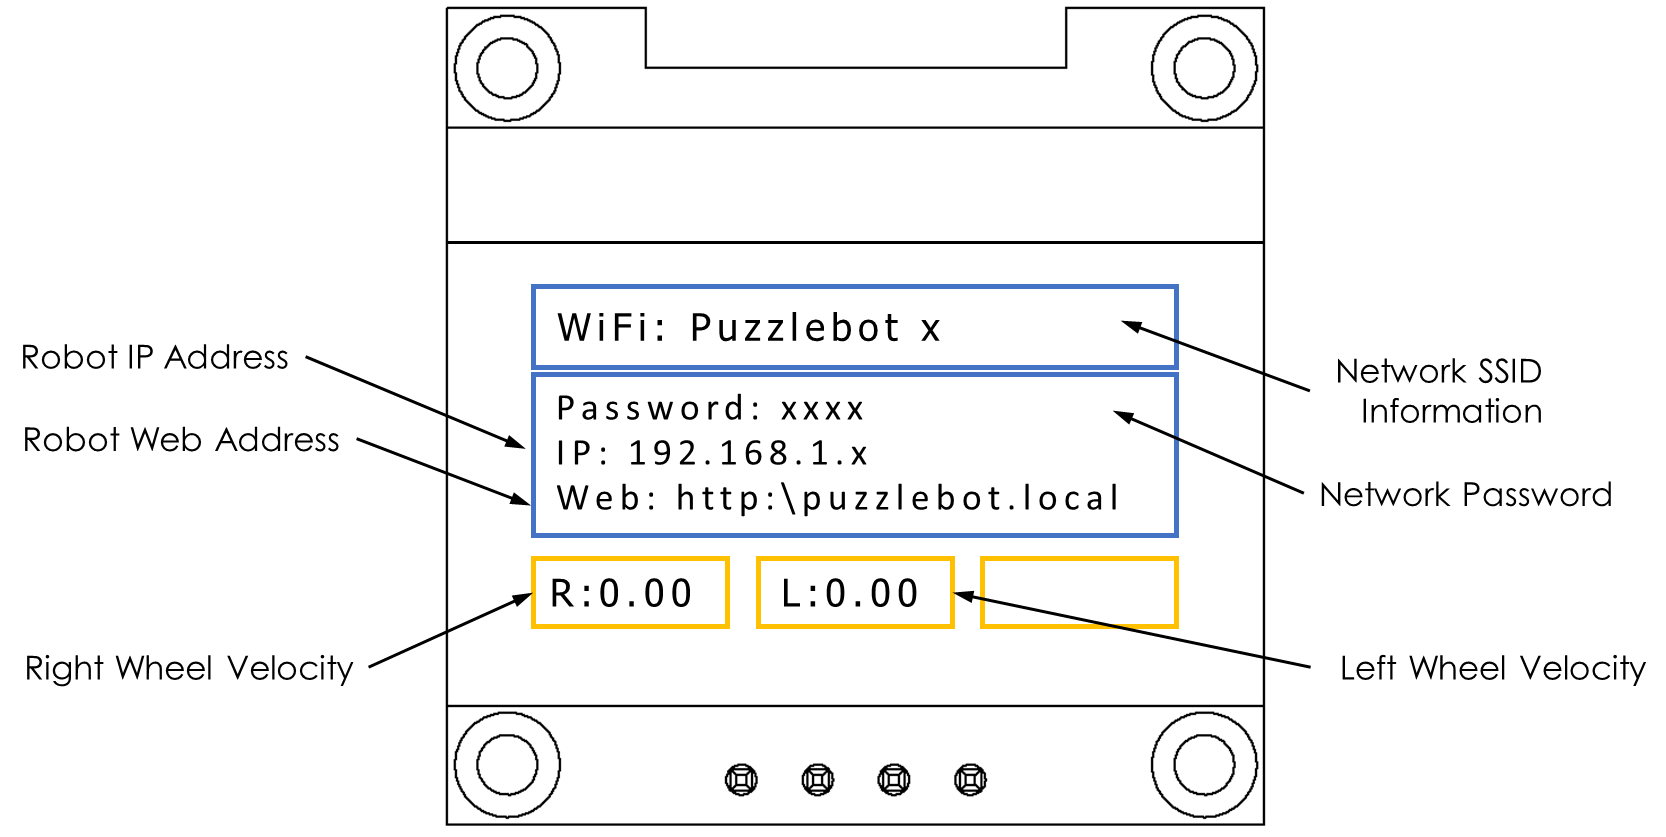 WiFi: Puzzlebot x
Password: xxxx
IP: 192.168.1.x
Web: http:\puzzlebot.local
R:0.00
L:0.00
Robot IP Address
Robot Web Address
Right Wheel Velocity
Network SSID
Information
Network Password
Left Wheel Velocity